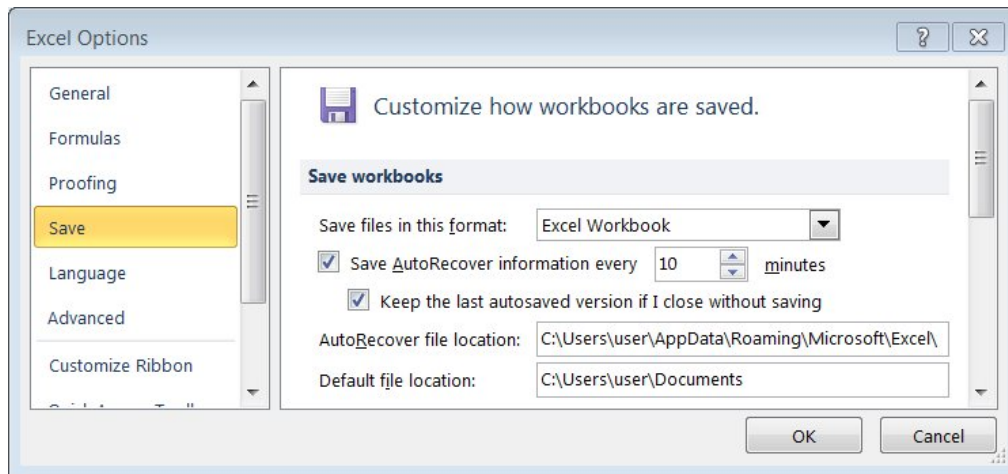 Excel Options
General
Formulas
Proofing
Save
Language
Advanced
Customize Ribbon
Customize how workbooks are saved.
Save workbooks
Save files in this format: Excel Workbook
Save AutoRecover information every 10 minutes
Keep the last autosaved version if I close without saving
AutoRecover file location: C:\Users\user\AppData\Roaming\Microsoft\Excel\
Default file location: C:\Users\user\Documents
OK Cancel